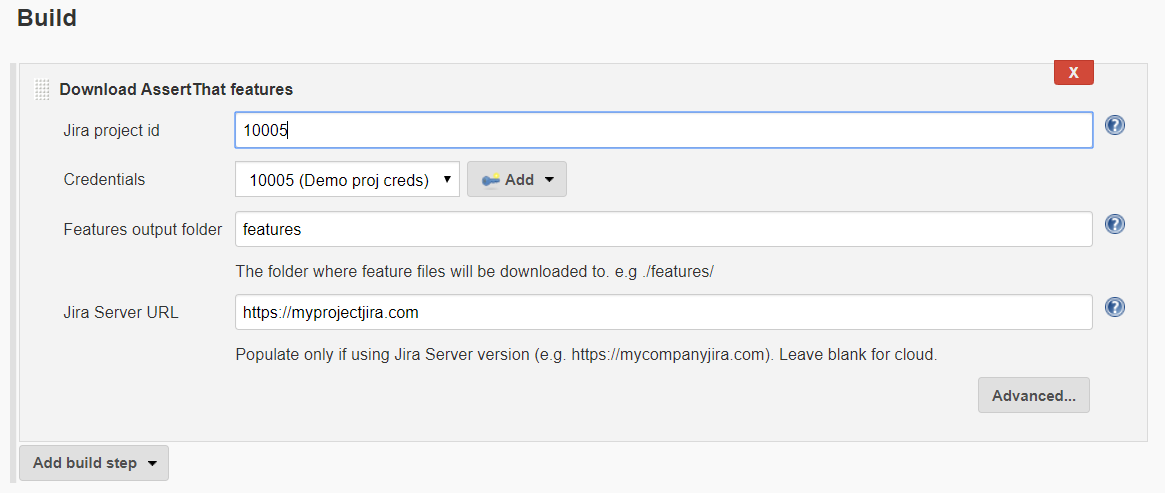 Build
X
Download AssertThat features
Jira project id 10005 ?
Credentials 10005 (Demo proj creds) Add
Features output folder features ?
The folder where feature files will be downloaded to. e.g ./features/
Jira Server URL https://myprojectjira.com ?
Populate only if using Jira Server version (e.g. https://mycompanyjira.com). Leave blank for cloud.
Advanced...
Add build step